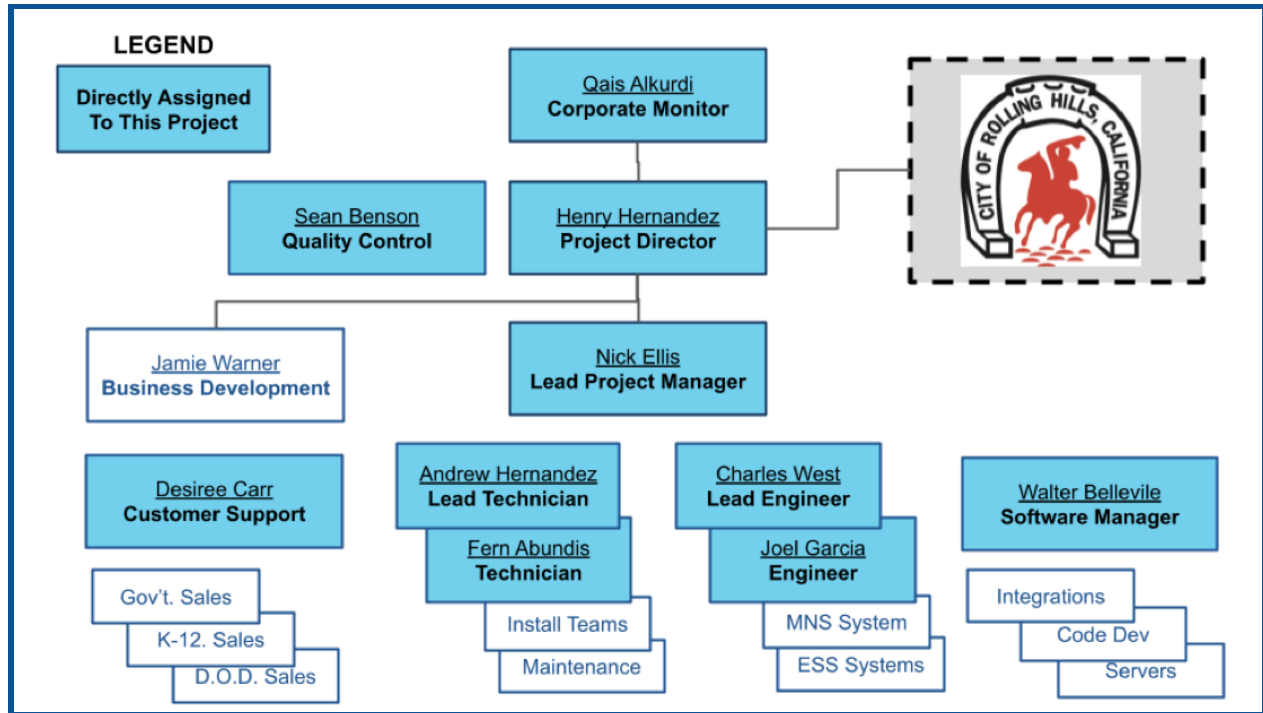 LEGEND
Directly Assigned
To This Project
Qais Alkurdi
Corporate Monitor
CITY OF ROLLING HILLS, CALIFORNIA
Sean Benson
Quality Control
Henry Hernandez
Project Director
Jamie Warner
Business Development
Nick Ellis
Lead Project Manager
Desiree Carr
Customer Support
Gov't. Sales
K-12. Sales
D.O.D. Sales
Andrew Hernandez
Lead Technician
Fern Abundis
Technician
Install Teams
Maintenance
Charles West
Lead Engineer
Joel Garcia
Engineer
MNS System
ESS Systems
Walter Bellevile
Software Manager
Integrations
Code Dev
Servers